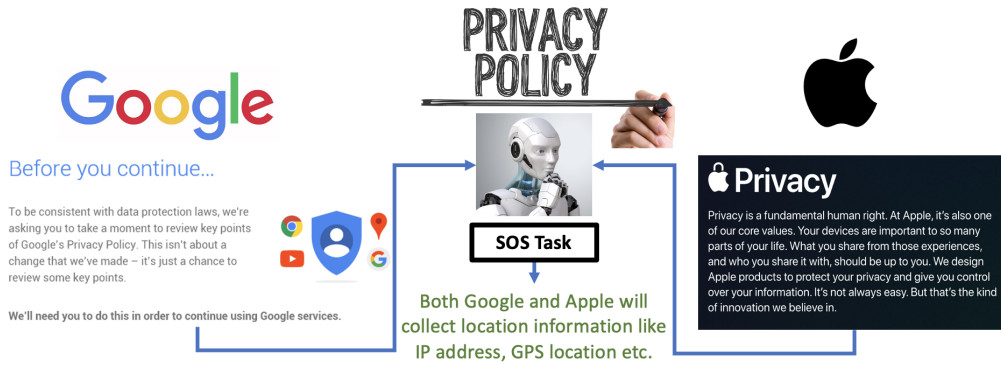 PRIVACY
POLICY
Google
Before you continue...
To be consistent with data protection laws, we're
asking you to take a moment to review key points
of Google's Privacy Policy. This isn't about a
change that we've made – it's just a chance to
review some key points.
We'll need you to do this in order to continue using Google services.
SOS Task
Both Google and Apple will
collect location information like
IP address, GPS location etc.
Privacy
Privacy is a fundamental human right. At Apple, it's also one
of our core values. Your devices are important to so many
parts of your life. What you share from those experiences,
and who you share it with, should be up to you. We design
Apple products to protect your privacy and give you control
over your information. It's not always easy. But that's the kind
of innovation we believe in.